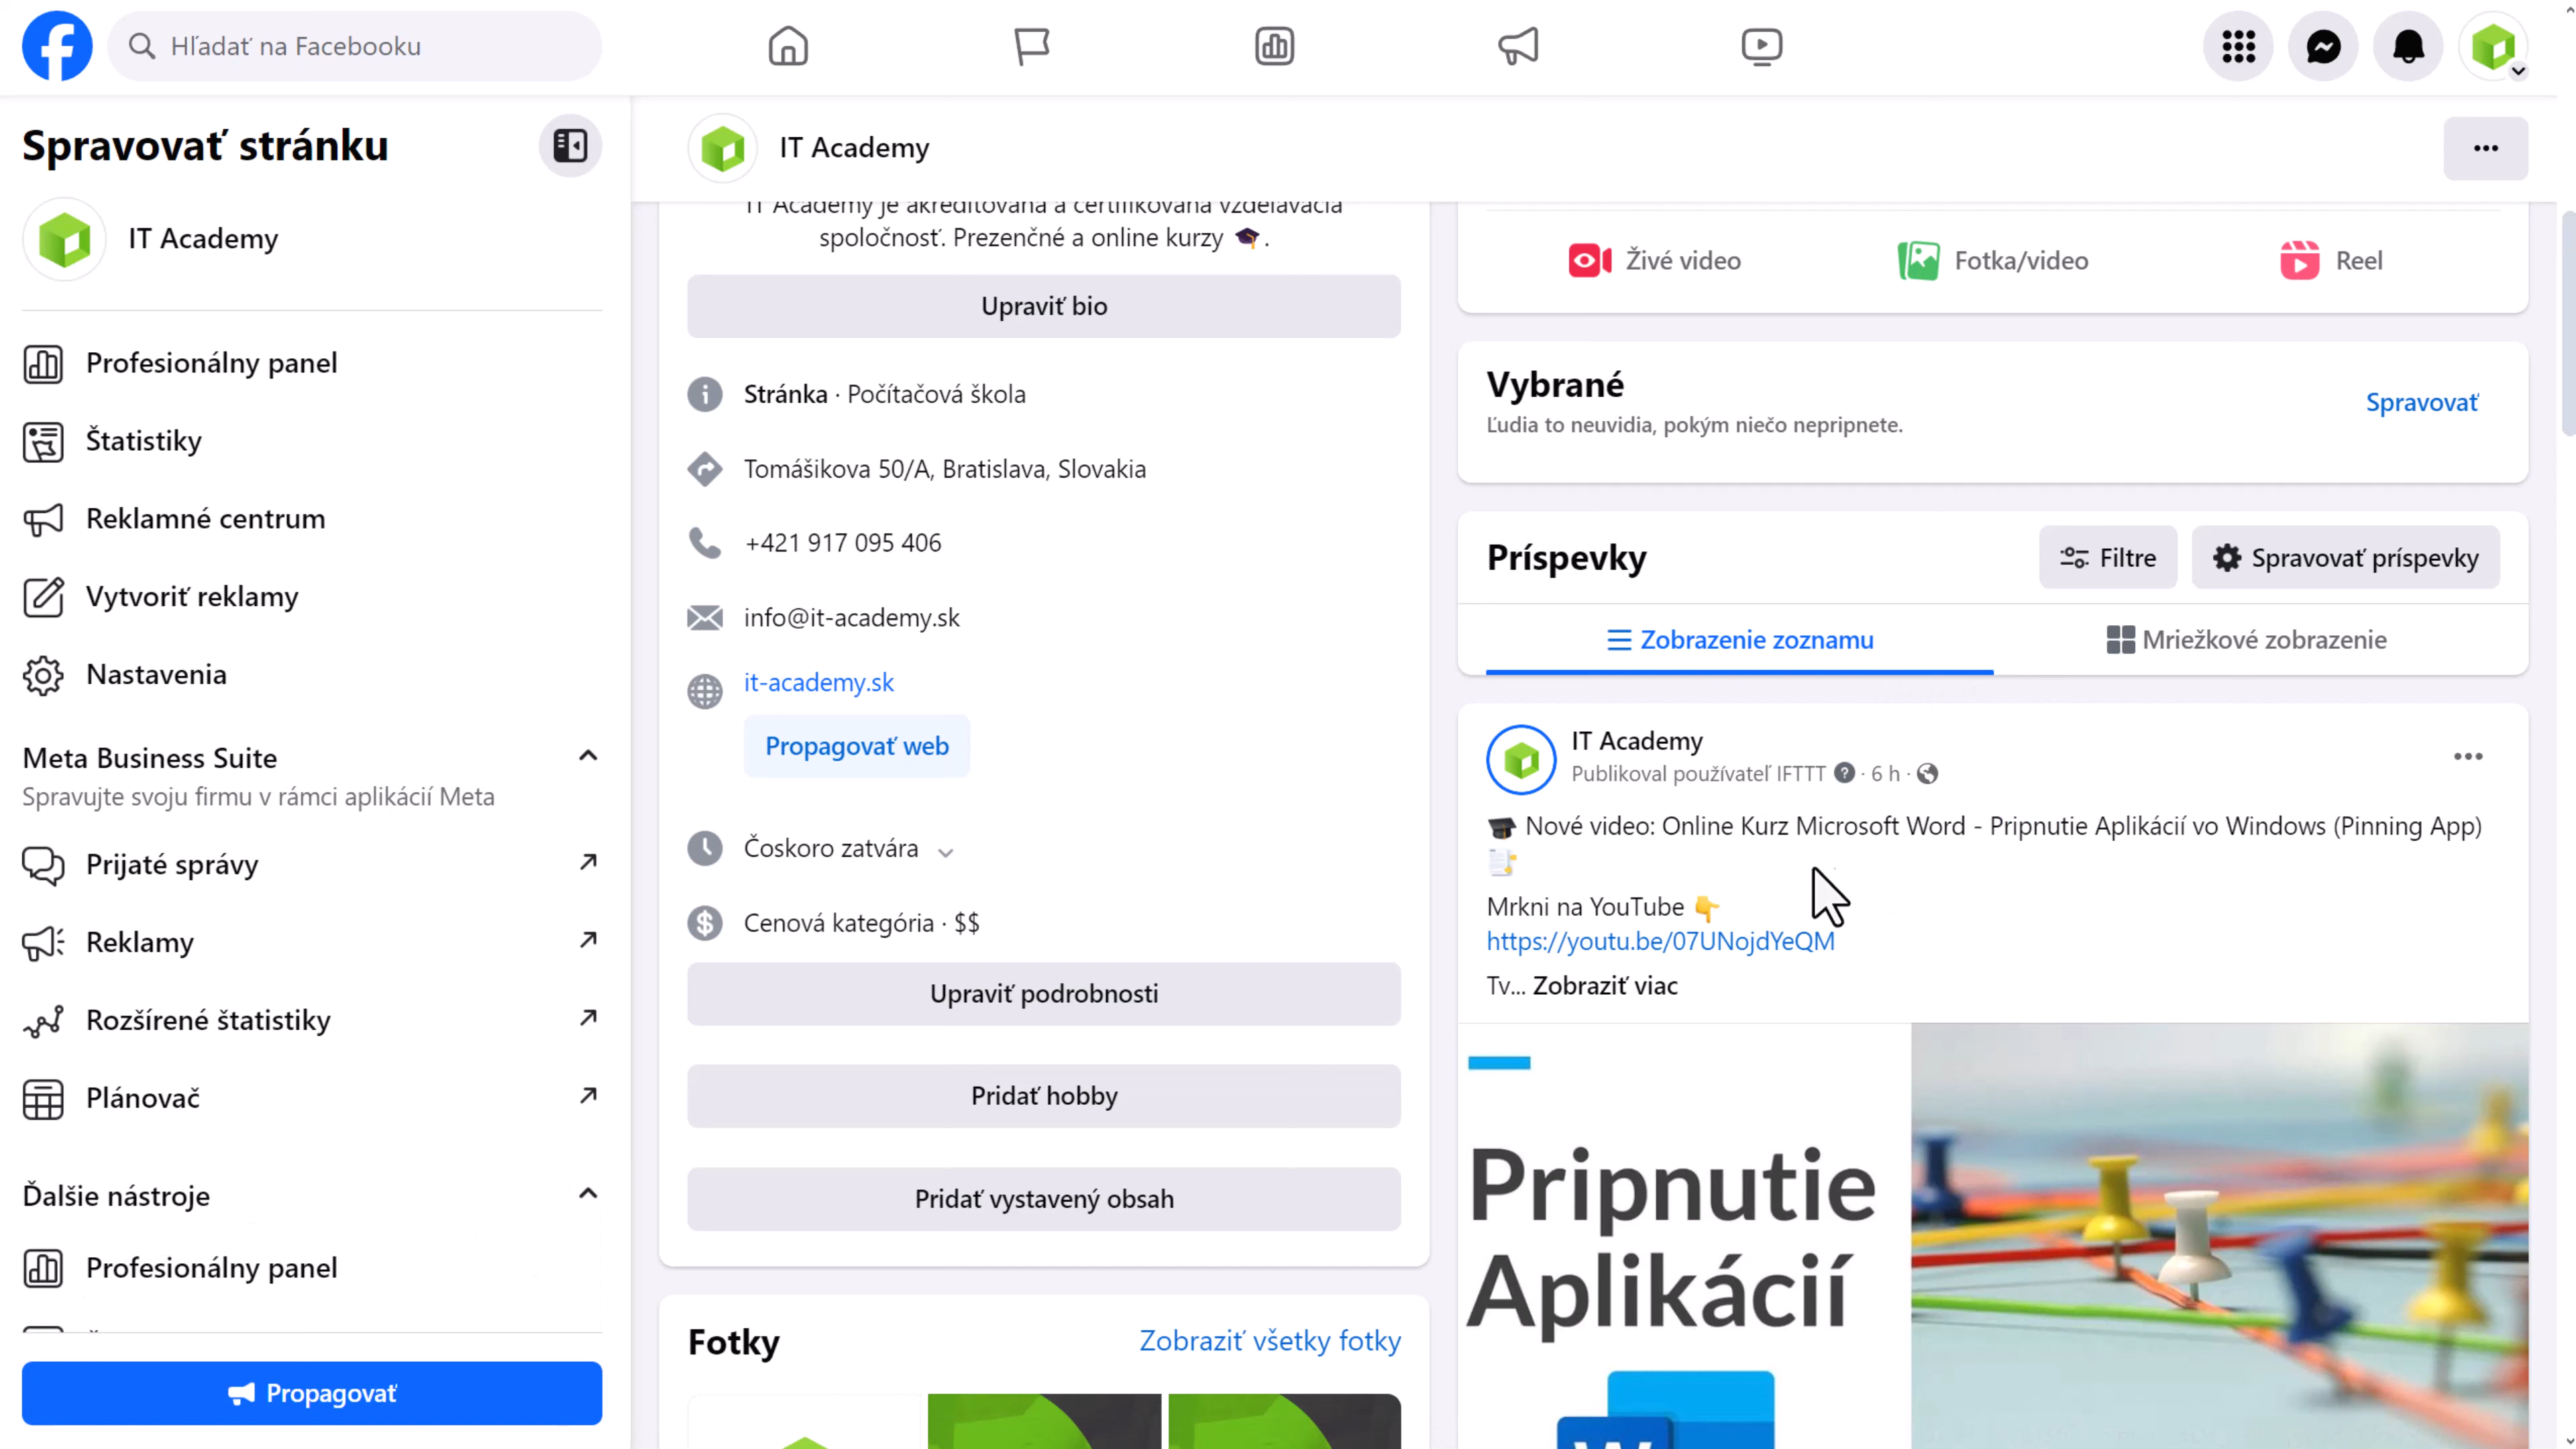 Hľadať na Facebooku
Spravovať stránku
IT Academy
Profesionálny panel
Štatistiky
Reklamné centrum
Vytvoriť reklamy
Nastavenia
Meta Business Suite
Spravujte svoju firmu v rámci aplikácií Meta
Prijaté správy
Reklamy
Rozšírené štatistiky
Plánovač
Ďalšie nástroje
Profesionálny panel
Propagovať
IT Academy
IT Academy je akreditovaná a certifikovaná vzdelávacia
spoločnosť. Prezenčné a online kurzy 🎓.
Upraviť bio
Stránka · Počítačová škola
Tomášikova 50/A, Bratislava, Slovakia
+421 917 095 406
info@it-academy.sk
it-academy.sk
Propagovať web
Čoskoro zatvára
Cenová kategória · $$
Upraviť podrobnosti
Pridať hobby
Pridať vystavený obsah
Fotky
Zobraziť všetky fotky
Živé video
Fotka/video
Reel
Vybrané
Spravovať
Ľudia to neuvidia, pokým niečo nepripnete.
Príspevky
Filtre
Spravovať príspevky
Zobrazenie zoznamu
Mriežkové zobrazenie
IT Academy
Publikoval používateľ IFTTT · 6 h ·
🎓 Nové video: Online Kurz Microsoft Word - Pripnutie Aplikácií vo Windows (Pinning App)
📑
Mrkni na YouTube 👇
https://youtu.be/07UNojdYeQM
Tv... Zobraziť viac
Pripnutie
Aplikácií
W